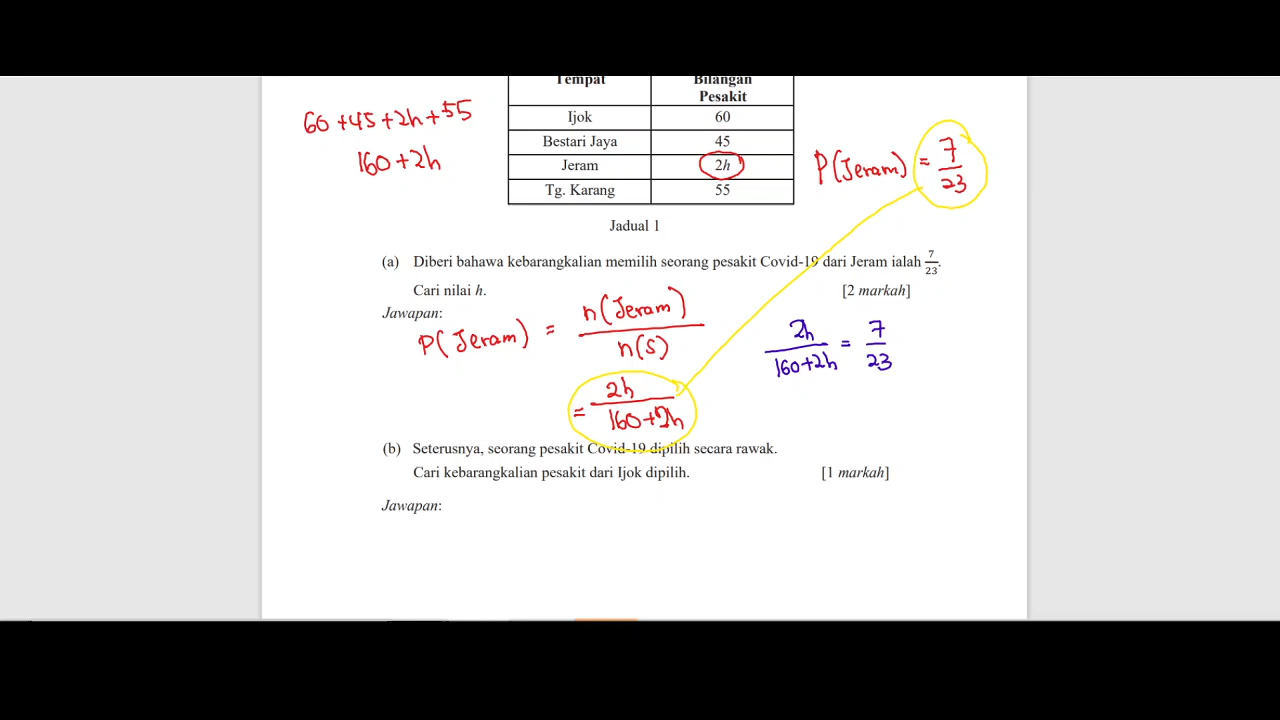 Tempat Bilangan
Pesakit
Ijok 60
Bestari Jaya 45
Jeram 2h
Tg. Karang 55
Jadual 1
60 + 45 + 2h + 55
160 + 2h
P(Jeram) = 7/23
(a) Diberi bahawa kebarangkalian memilih seorang pesakit Covid-19 dari Jeram ialah 7/23.
Cari nilai h. [2 markah]
Jawapan:
P(Jeram) = n(Jeram)/n(S)
= 2h/160+2h
2h/160+2h = 7/23
(b) Seterusnya, seorang pesakit Covid-19 dipilih secara rawak.
Cari kebarangkalian pesakit dari Ijok dipilih. [1 markah]
Jawapan: